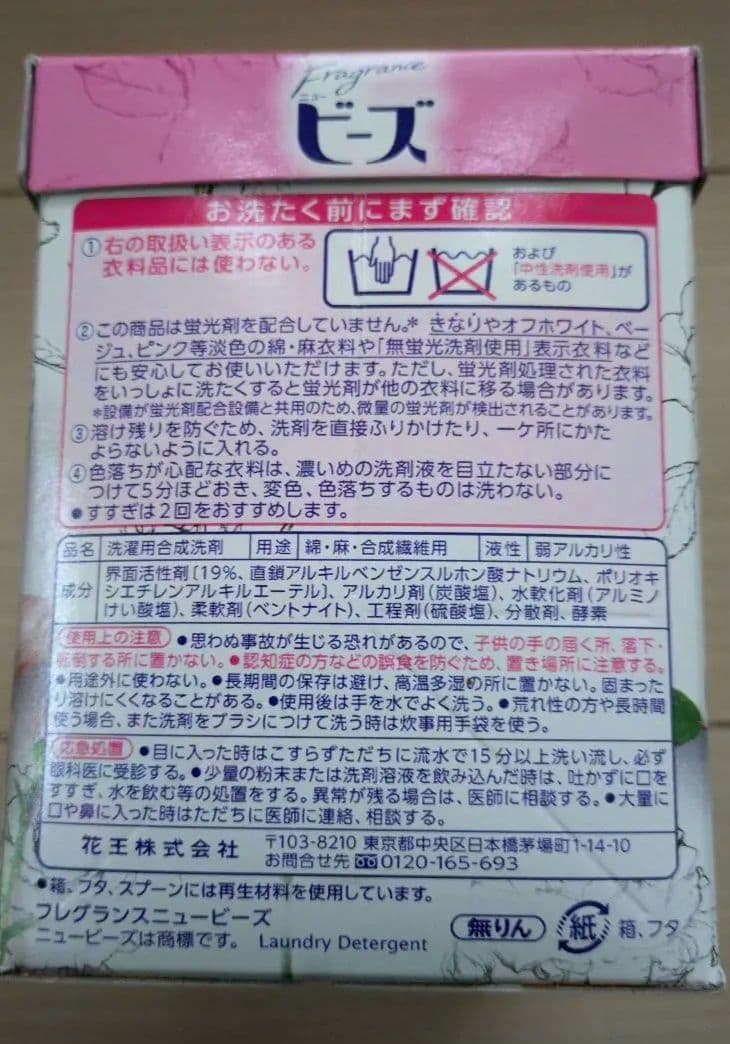 Fragrance
ニュー
ビーズ
お洗たく前にまず確認
①右の取扱い表示のある
衣料品には使わない。
および
「中性洗剤使用」が
あるもの
②この商品は蛍光剤を配合していません。* きなりやオフホワイト、ベー
ジュ、ピンク等淡色の綿・麻衣料や「無蛍光洗剤使用」表示衣料など
にも安心してお使いいただけます。ただし、蛍光剤処理された衣料
をいっしょに洗たくすると蛍光剤が他の衣料に移る場合があります。
*設備が蛍光剤配合設備と共用のため、微量の蛍光剤が検出されることがあります。
③溶け残りを防ぐため、洗剤を直接ふりかけたり、一ケ所にかた
よらないように入れる。
④色落ちが心配な衣料は、濃いめの洗剤液を目立たない部分に
つけて5分ほどおき、変色、色落ちするものは洗わない。
●すすぎは2回をおすすめします。
品名 洗濯用合成洗剤 用途 綿・麻・合成繊維用 液性 弱アルカリ性
成分 界面活性剤[19%、直鎖アルキルベンゼンスルホン酸ナトリウム、ポリオキ
シエチレンアルキルエーテル]、アルカリ剤(炭酸塩)、水軟化剤(アルミノ
けい酸塩)、柔軟剤(ベントナイト)、工程剤(硫酸塩)、分散剤、酵素
使用上の注意 ●思わぬ事故が生じる恐れがあるので、子供の手の届く所、落下・
転倒する所に置かない。●認知症の方などの誤食を防ぐため、置き場所に注意する。
●用途外に使わない。●長期間の保存は避け、高温多湿の所に置かない。固まった
り溶けにくくなることがある。●使用後は手を水でよく洗う。●荒れ性の方や長時間
使う場合、また洗剤をブラシにつけて洗う時は炊事用手袋を使う。
応急処置 ●目に入った時はこすらずただちに流水で15分以上洗い流し、必ず
眼科医に受診する。●少量の粉末または洗剤溶液を飲み込んだ時は、吐かずに口を
すすぎ、水を飲む等の処置をする。異常が残る場合は、医師に相談する。●大量に
口や鼻に入った時はただちに医師に連絡、相談する。
花王株式会社 〒103-8210 東京都中央区日本橋茅場町1-14-10
お問合せ先 0120-165-693
●箱、フタ、スプーンには再生材料を使用しています。
フレグランスニュービーズ
ニュービーズは商標です。 Laundry Detergent
無りん 紙 箱、フタ